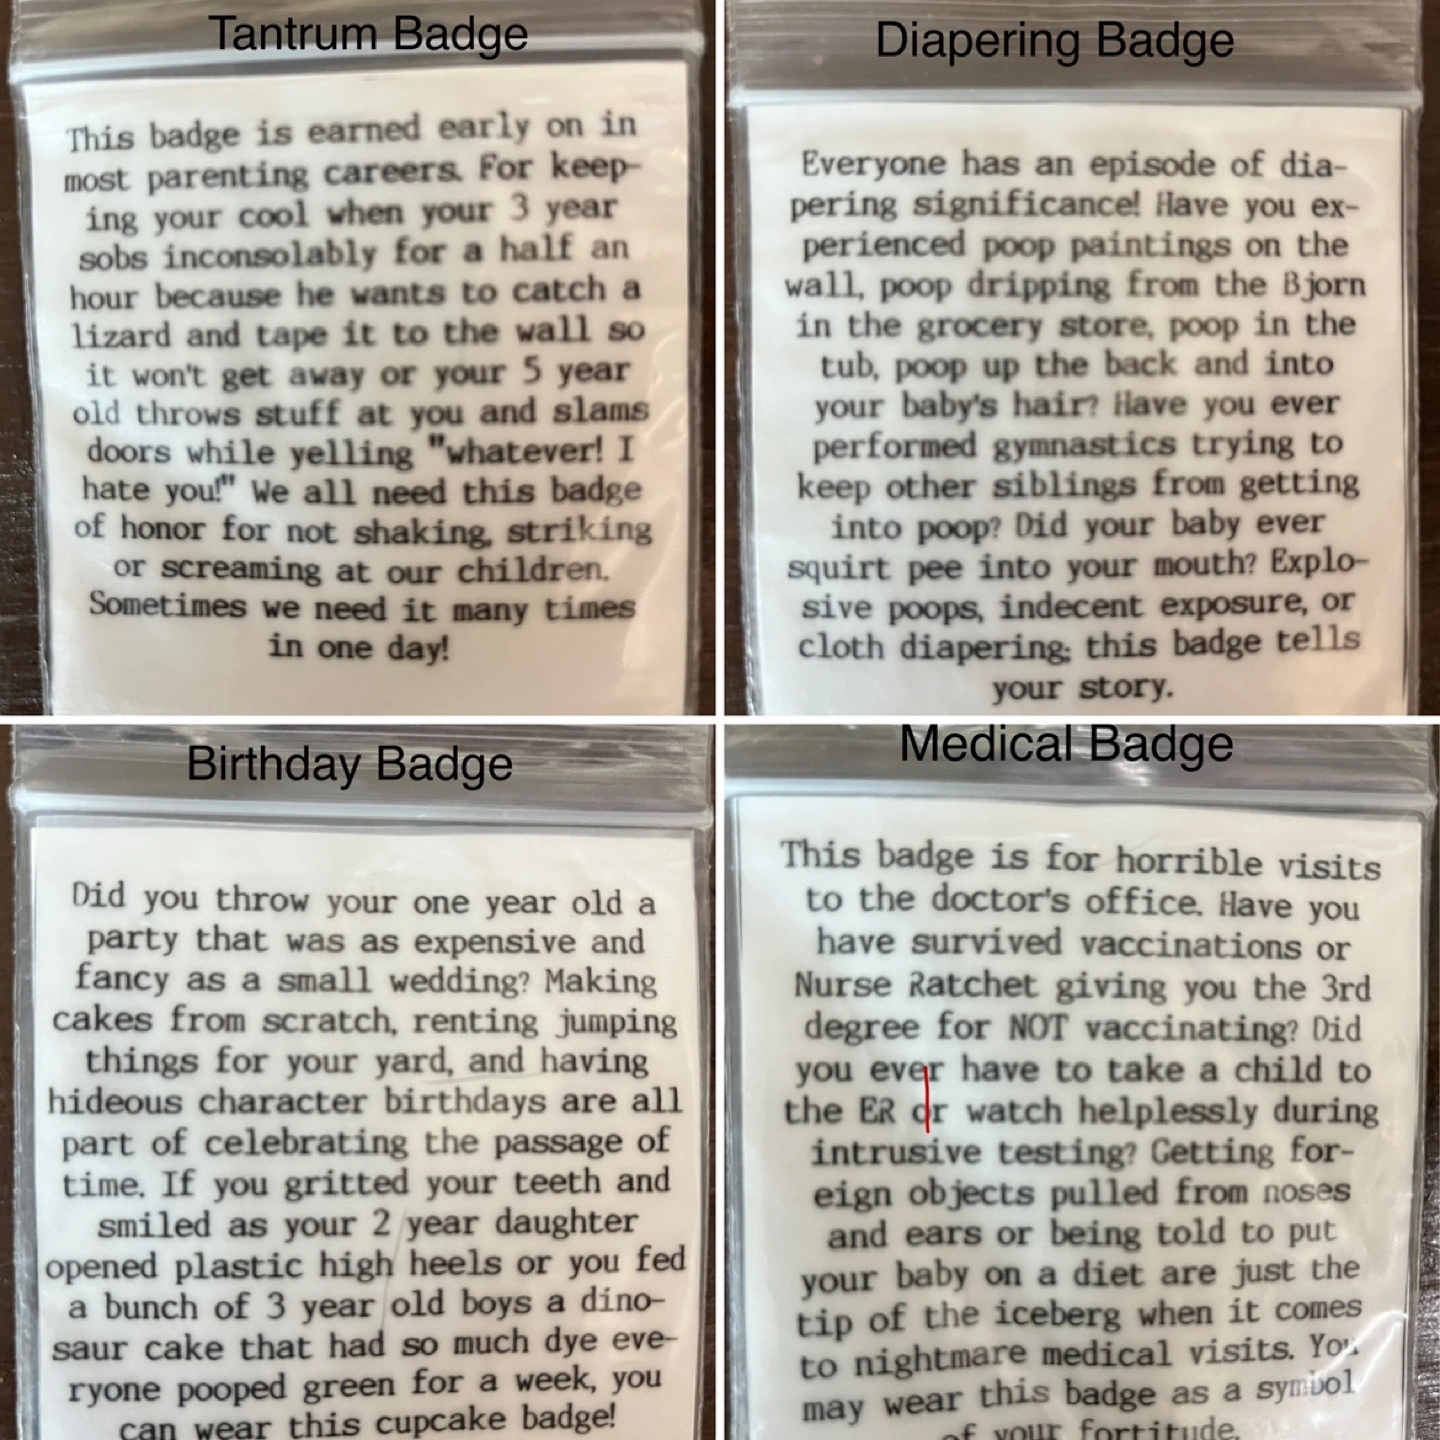 Tantrum Badge
This badge is earned early on in
most parenting careers. For keep-
ing your cool when your 3 year
sobs inconsolably for a half an
hour because he wants to catch a
lizard and tape it to the wall so
it won't get away or your 5 year
old throws stuff at you and slams
doors while yelling "whatever! I
hate you!" We all need this badge
of honor for not shaking, striking
or screaming at our children.
Sometimes we need it many times
in one day!
Diapering Badge
Everyone has an episode of dia-
pering significance! Have you ex-
perienced poop paintings on the
wall, poop dripping from the Bjorn
in the grocery store, poop in the
tub, poop up the back and into
your baby's hair? Have you ever
performed gymnastics trying to
keep other siblings from getting
into poop? Did your baby ever
squirt pee into your mouth? Explo-
sive poops, indecent exposure, or
cloth diapering; this badge tells
your story.
Birthday Badge
Did you throw your one year old a
party that was as expensive and
fancy as a small wedding? Making
cakes from scratch, renting jumping
things for your yard, and having
hideous character birthdays are all
part of celebrating the passage of
time. If you gritted your teeth and
smiled as your 2 year daughter
opened plastic high heels or you fed
a bunch of 3 year old boys a dino-
saur cake that had so much dye eve-
ryone pooped green for a week, you
can wear this cupcake badge!
Medical Badge
This badge is for horrible visits
to the doctor's office. Have you
have survived vaccinations or
Nurse Ratchet giving you the 3rd
degree for NOT vaccinating? Did
you ever have to take a child to
the ER or watch helplessly during
intrusive testing? Getting for-
eign objects pulled from noses
and ears or being told to put
your baby on a diet are just the
tip of the iceberg when it comes
to nightmare medical visits. You
may wear this badge as a symbol
of your fortitude.